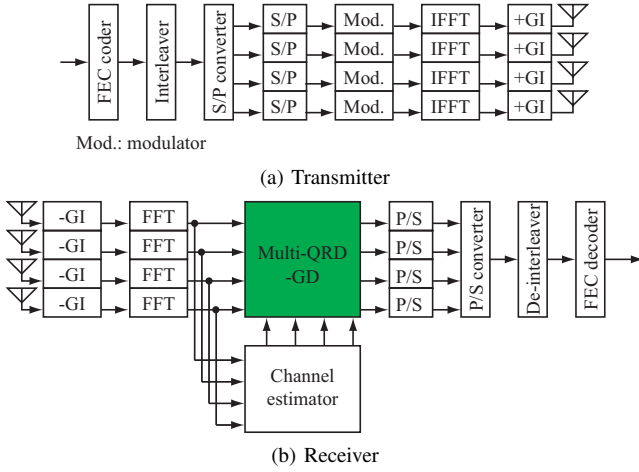 FEC coder
Interleaver
S/P converter
S/P Mod. IFFT +GI
S/P Mod. IFFT +GI
S/P Mod. IFFT +GI
S/P Mod. IFFT +GI
Mod.: modulator
(a) Transmitter
-GI FFT P/S
-GI FFT P/S
-GI FFT P/S
-GI FFT P/S
Multi-QRD
-GD
P/S converter
De-interleaver
FEC decoder
Channel
estimator
(b) Receiver